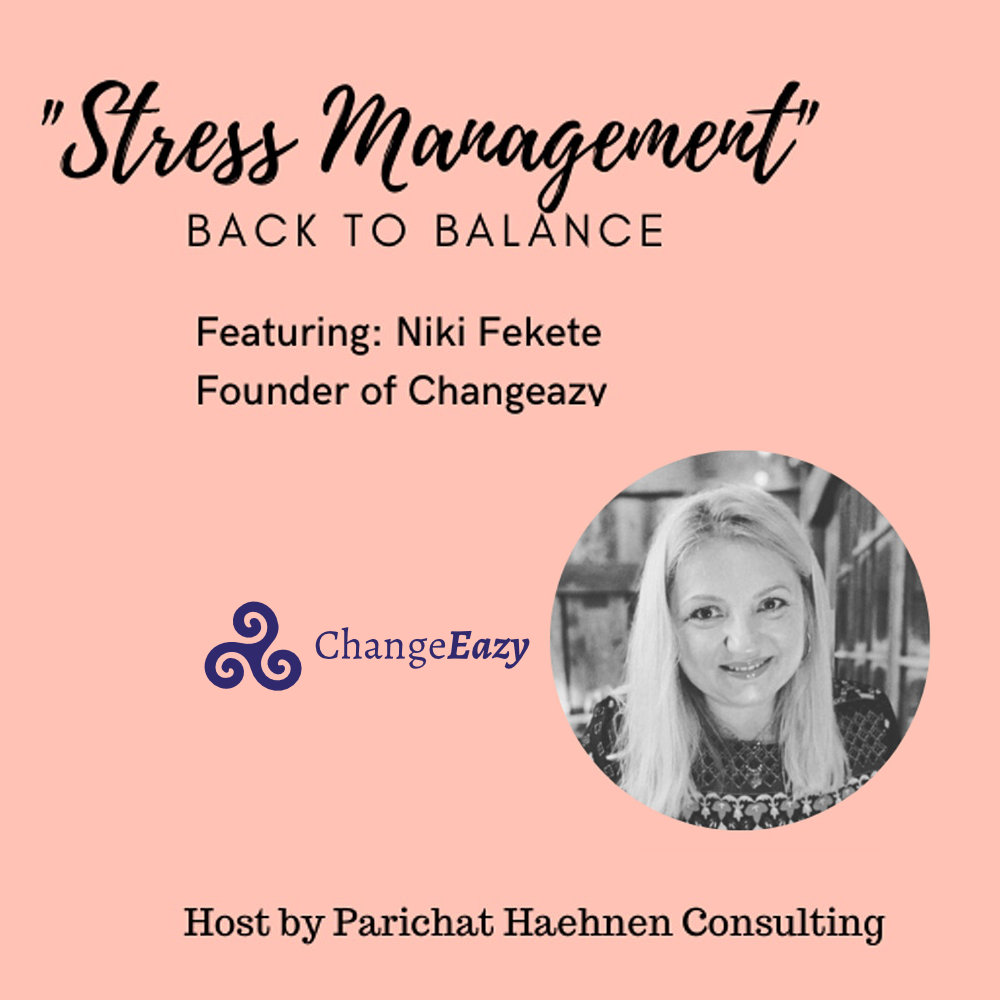 "Stress Management"
BACK TO BALANCE
Featuring: Niki Fekete
Founder of Changeazy
ChangeEazy
Host by Parichat Haehnen Consulting